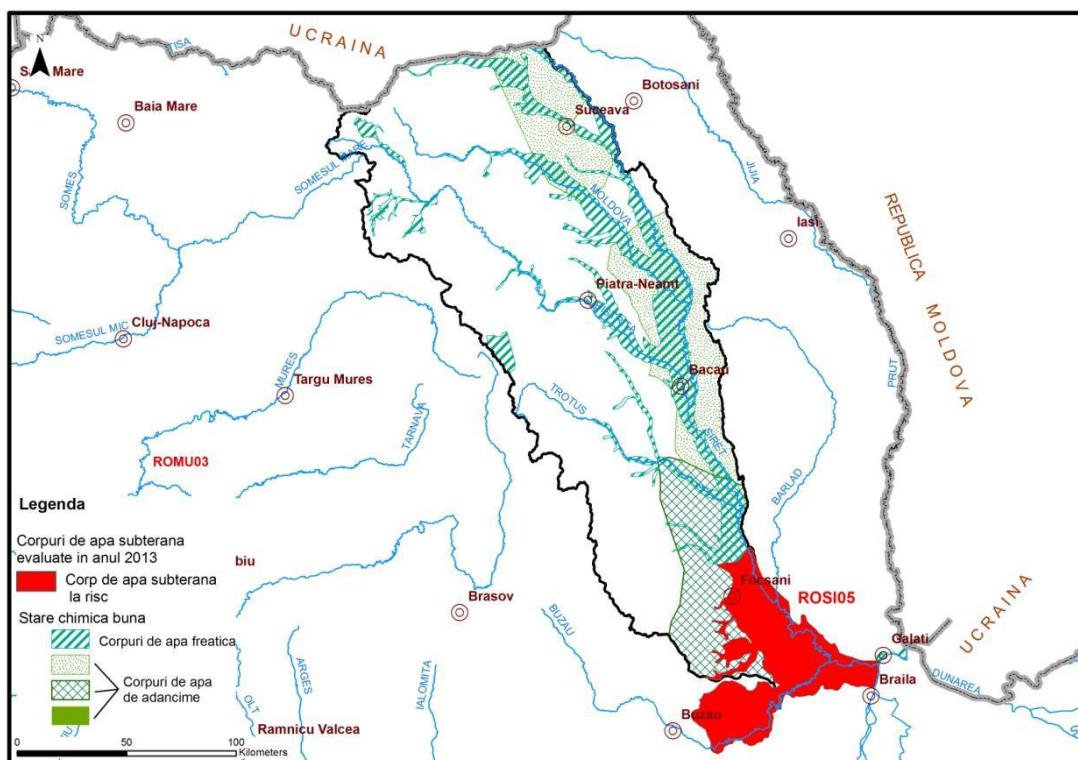 UCRAINA
N
TISA
Mare
Baia Mare
Botosani
Suceava
SOMESUL MARE
SOMES
JIJIA
MOLDOVA
Iasi
REPUBLICA MOLDOVA
Piatra-Neamt
Cluj-Napoca
SOMESUL MIC
PRUT
MURES
Targu Mures
Bacau
TROTUS
TARNAVA
SIRET
ROMU03
BARLAD
Legenda
Corpuri de apa subterana
evaluate in anul 2013
Corp de apa subterana
la risc
biu
Focsani
ROSI05
Brasov
BUZAU
UCRAINA
Stare chimica buna
Corpuri de apa freatica
Corpuri de apa
de adancime
Galati
DUNAREA
Braila
ARGES
IALOMITA
OLT
Buzau
Ramnicu Valcea
0 50 100
Kilometers